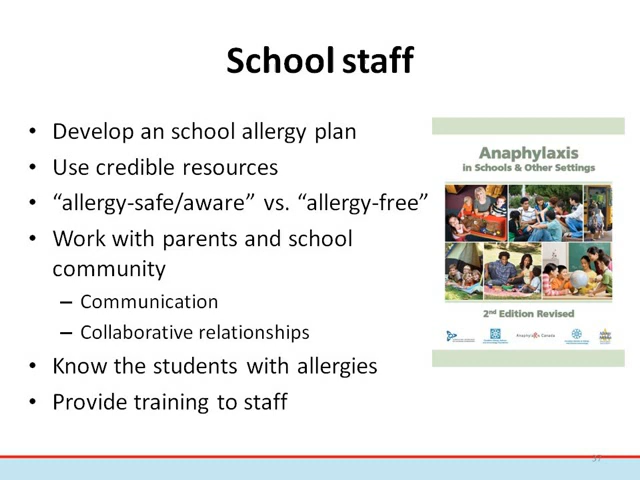 School staff
• Develop an school allergy plan
• Use credible resources
• “allergy-safe/aware” vs. “allergy-free”
• Work with parents and school
community
– Communication
– Collaborative relationships
• Know the students with allergies
• Provide training to staff
Anaphylaxis
in Schools & Other Settings
2nd Edition Revised
37